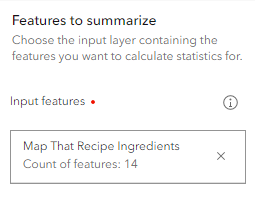 Features to summarize
Choose the input layer containing the
features you want to calculate statistics for.
Input features
Map That Recipe Ingredients
Count of features: 14